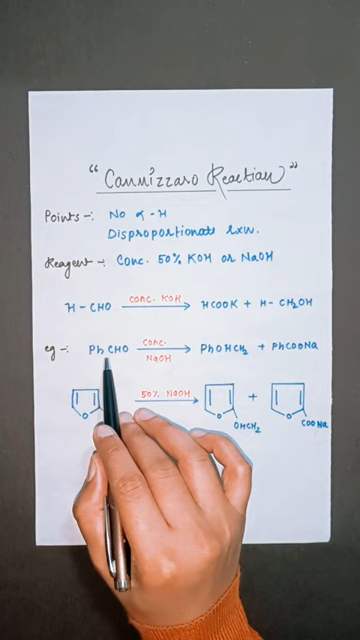 "Cannizzaro Reaction"
Points -: No α -H
Disproportionate rxn.
Reagent -: Conc. 50% KOH or NaOH
H - CHO conc. KOH HCOOK + H- CH₂OH
eg -: PhCHO conc. NaOH PhOHCH₂ + PhCOONa
O 50% NaOH O OHCH₂ + O COONa